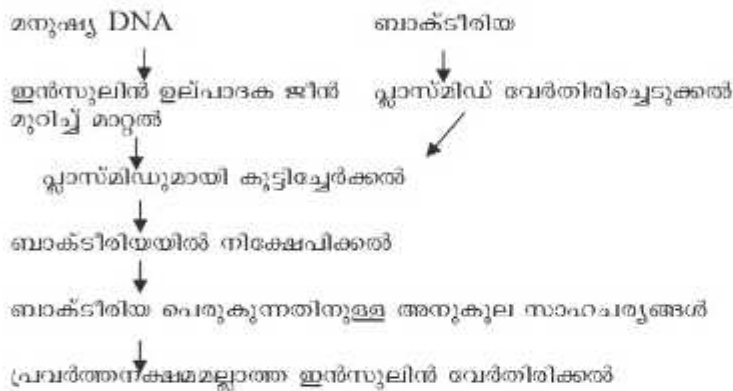 മനുഷ്യ DNA
ബാക്ടീരിയ
ഇൻസുലിൻ ഉല്പാദക ജീൻ
മുറിച്ച് മാറ്റൽ
പ്ലാസ്മിഡ് വേർതിരിച്ചെടുക്കൽ
പ്ലാസ്മിഡുമായി കൂട്ടിച്ചേർക്കൽ
ബാക്ടീരിയയിൽ നിക്ഷേപിക്കൽ
ബാക്ടീരിയ പെരുകുന്നതിനുള്ള അനുകൂല സാഹചര്യങ്ങൾ
പ്രവർത്തനക്ഷമമല്ലാത്ത ഇൻസുലിൻ വേർതിരിക്കൽ